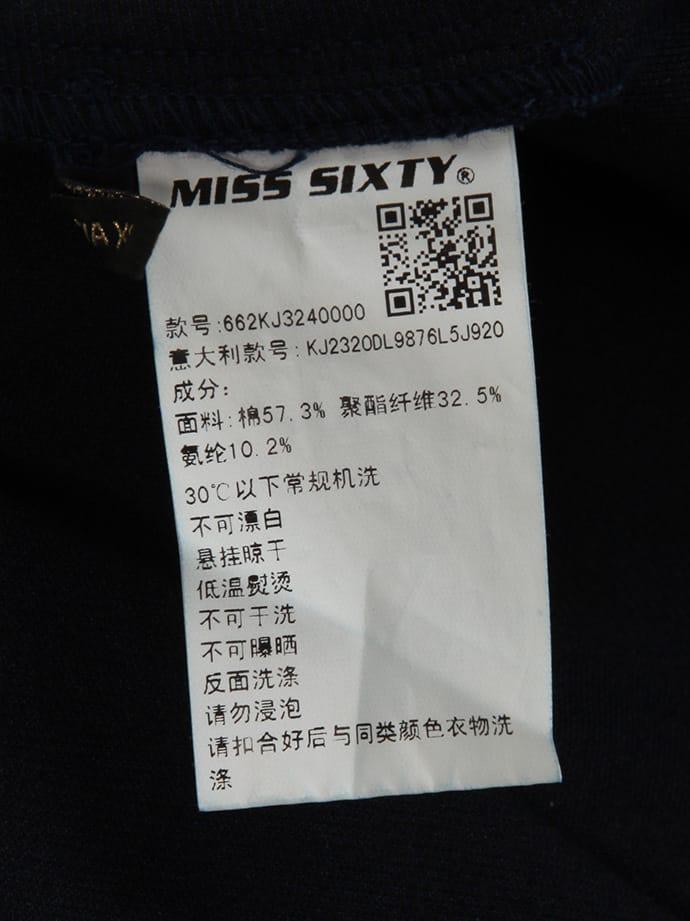 MISS SIXTY®
款号:662KJ3240000
意大利款号: KJ2320DL9876L5J920
成分:
面料:棉57.3% 聚酯纤维32.5%
氨纶10.2%
30℃以下常规机洗
不可漂白
悬挂晾干
低温熨烫
不可干洗
不可曝晒
反面洗涤
请勿浸泡
请扣合好后与同类颜色衣物洗
涤